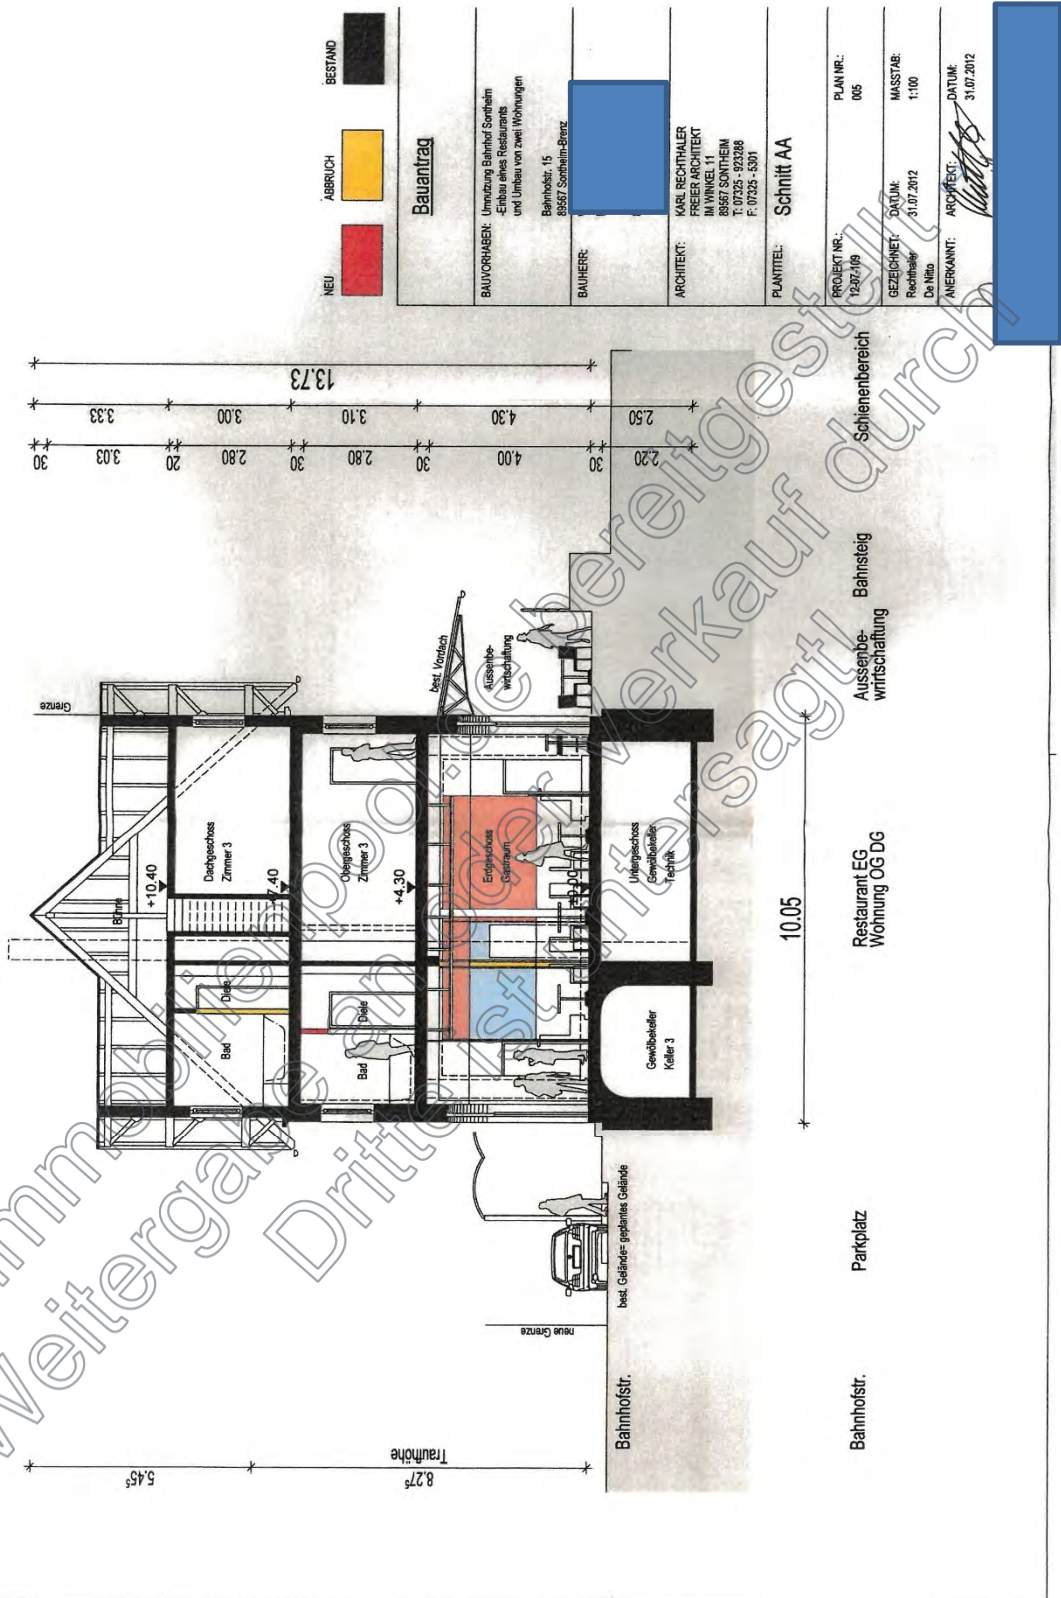 NEU
ABBRUCH
BESTAND
Bauantrag
BAUVORHABEN: Umnutzung Bahnhof Sontheim
-Einbau eines Restaurants
und Umbau von zwei Wohnungen
Bahnhofstr. 15
89567 Sontheim-Brenz
BAUHERR:
ARCHITEKT: KARL RECHTHALER
FREIER ARCHITEKT
IM WINKEL 11
89567 SONTHEIM
T: 07325 - 923288
F: 07325 - 5301
PLANTITEL: Schnitt AA
PROJEKT NR.: PLAN NR.:
12-07-109 005
GEZEICHNET: DATUM: MASSTAB:
Rechthaler 31.07.2012 1:100
De Nitto
ANERKANNT: ARCHITEKT: DATUM:
31.07.2012
5.45⁵
8.27⁵
Traufhöhe
30 3.03 20 2.80 30 2.80 30 4.00 30 2.20
3.33 3.00 3.10 4.30 2.50
13.73
Grenze
Bühne
+10.40
Dachgeschoss
Zimmer 3
Diele
Bad
+7.40
Obergeschoss
Zimmer 3
Diele
Bad
+4.30
best. Vordach
Aussenbe-
wirtschaftung
Erdgeschoss
Gastraum
±0.00
Untergeschoss
Gewölbekeller
Technik
Gewölbekeller
Keller 3
neue Grenze
best. Gelände= geplantes Gelände
Bahnhofstr.
10.05
Bahnhofstr.
Parkplatz
Restaurant EG
Wohnung OG DG
Aussenbe-
wirtschaftung
Bahnsteig
Schienenbereich
immobilienpool.de bereitgestellt
Weitergabe an oder Verkauf durch
Dritte ist untersagt!